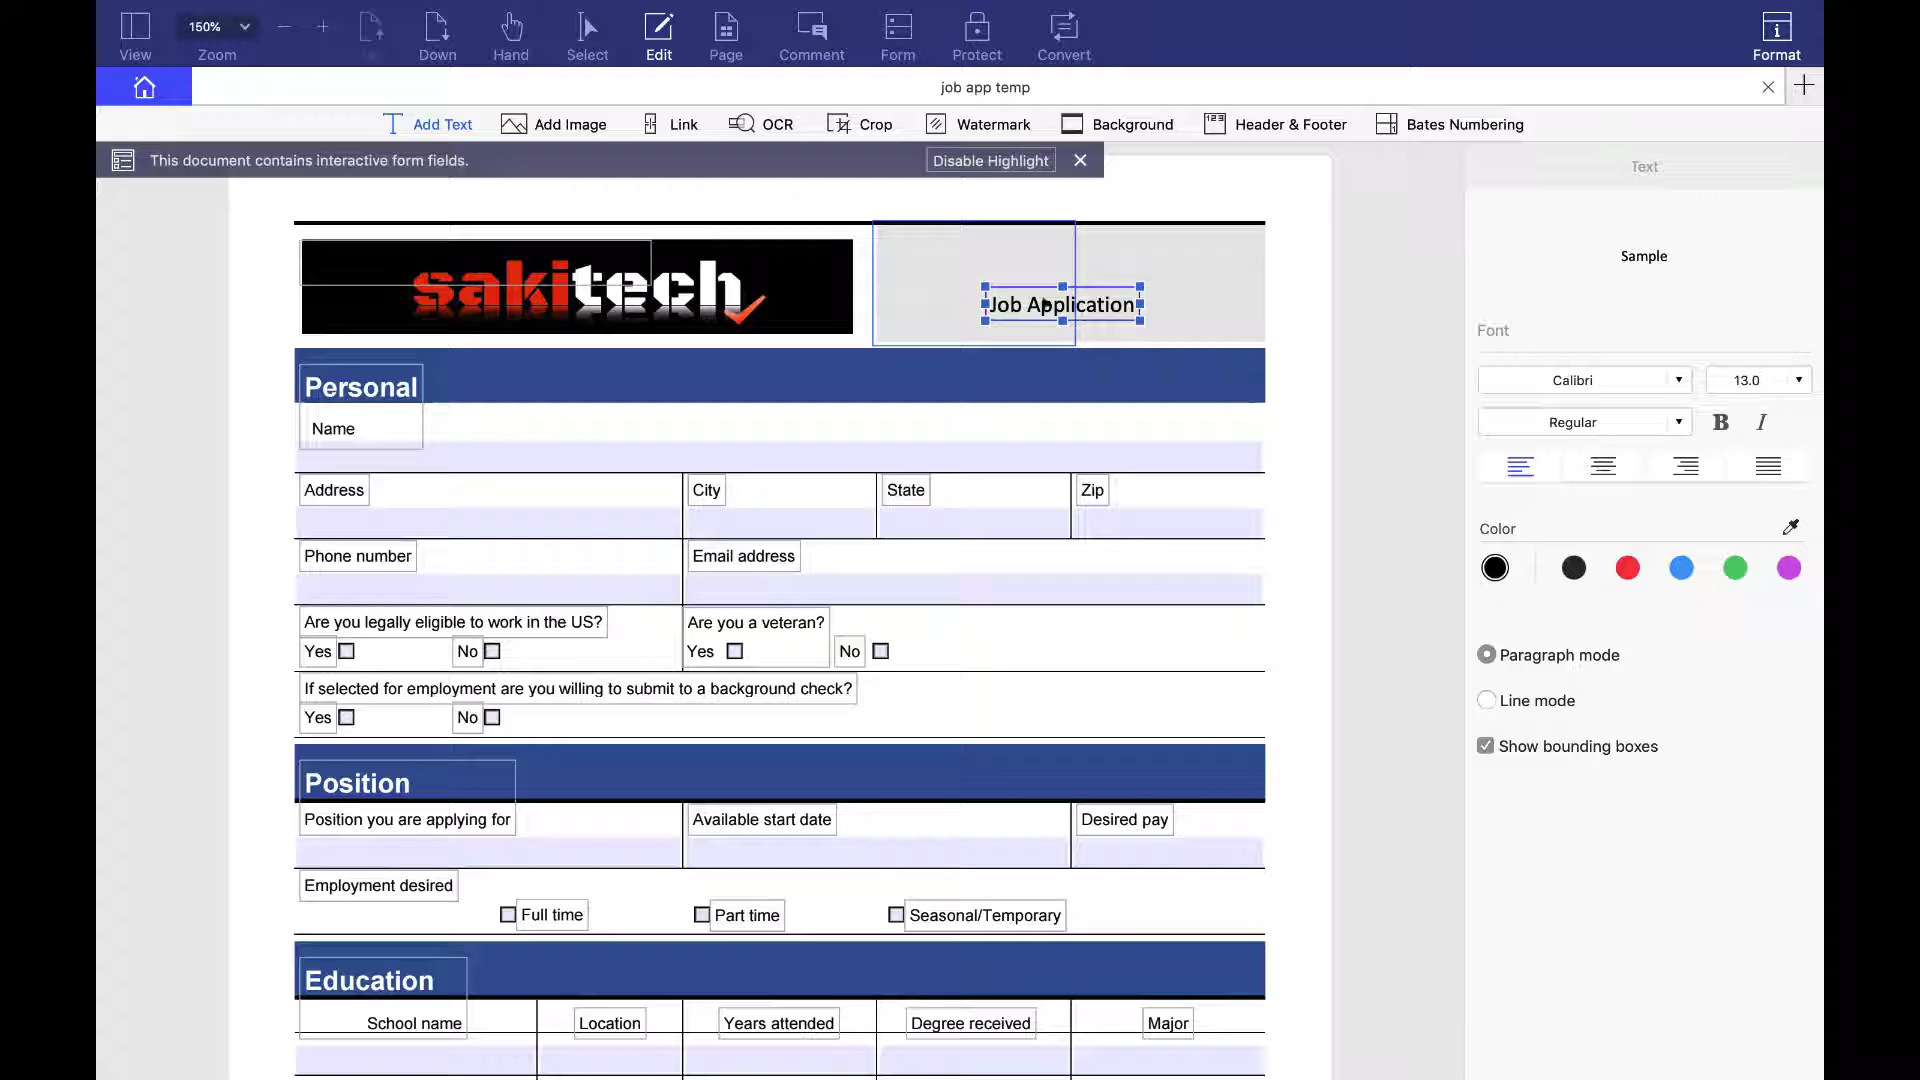 150%
View
Zoom
Down
Hand
Select
Edit
Page
Comment
Form
Protect
Convert
Format
job app temp
Add Text
Add Image
Link
OCR
Crop
Watermark
Background
Header & Footer
Bates Numbering
This document contains interactive form fields.
Disable Highlight
Text
sakitech
Job Application
Sample
Font
Calibri
13.0
Regular
B
I
Color
Paragraph mode
Line mode
Show bounding boxes
Personal
Name
Address
City
State
Zip
Phone number
Email address
Are you legally eligible to work in the US?
Are you a veteran?
Yes
No
Yes
No
If selected for employment are you willing to submit to a background check?
Yes
No
Position
Position you are applying for
Available start date
Desired pay
Employment desired
Full time
Part time
Seasonal/Temporary
Education
School name
Location
Years attended
Degree received
Major